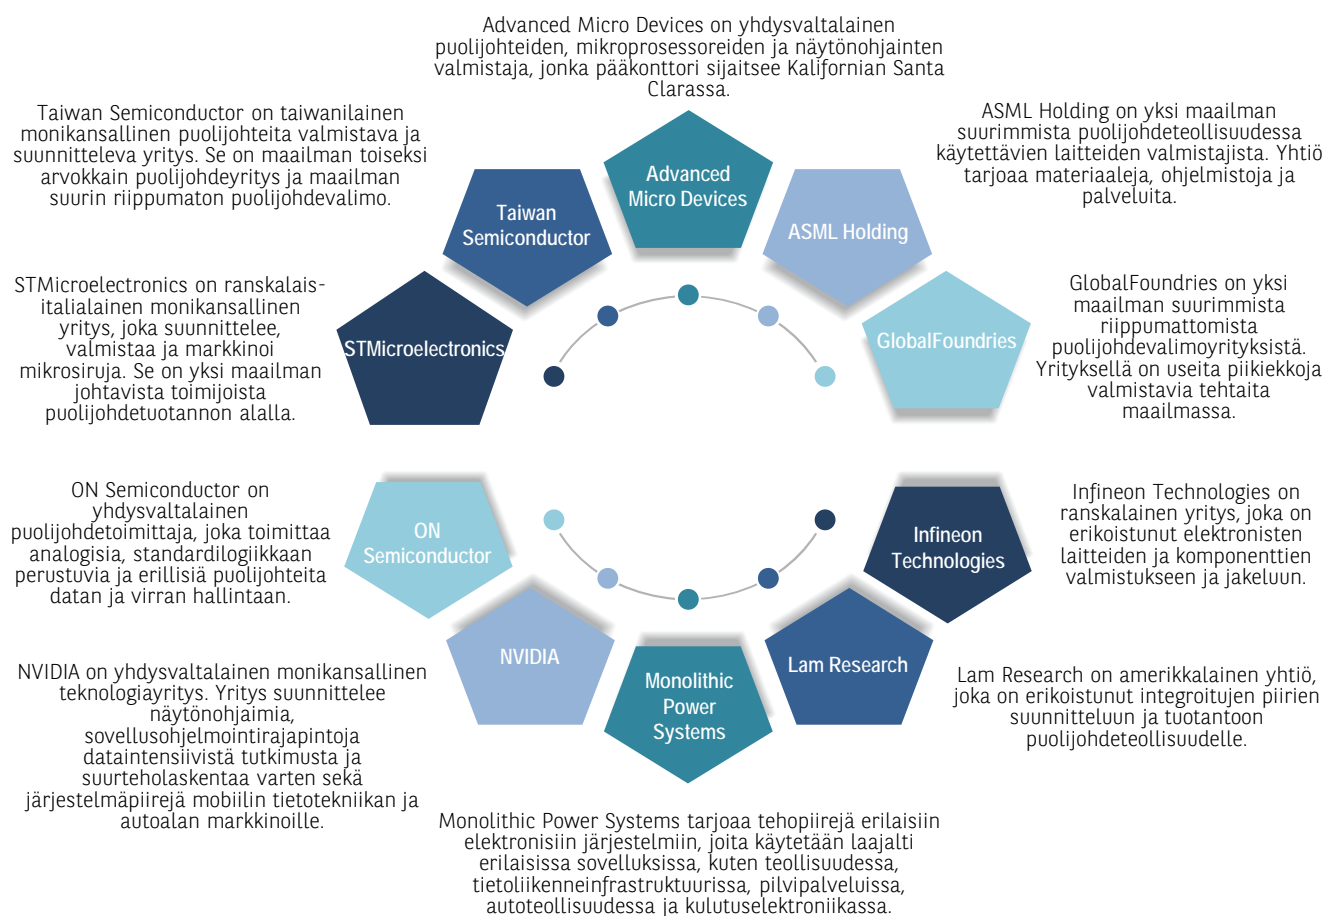 Advanced Micro Devices on yhdysvaltalainen
puolijohteiden, mikroprosessoreiden ja näytönohjainten
valmistaja, jonka pääkonttori sijaitsee Kalifornian Santa
Clarassa.
Taiwan Semiconductor on taiwanilainen
monikansallinen puolijohteita valmistava ja
suunnitteleva yritys. Se on maailman toiseksi
arvokkain puolijohdeyritys ja maailman
suurin riippumaton puolijohdevalimo.
ASML Holding on yksi maailman
suurimmista puolijohdeteollisuudessa
käytettävien laitteiden valmistajista. Yhtiö
tarjoaa materiaaleja, ohjelmistoja ja
palveluita.
Advanced
Micro Devices
Taiwan
Semiconductor
ASML Holding
STMicroelectronics on ranskalais-
italialainen monikansallinen
yritys, joka suunnittelee,
valmistaa ja markkinoi
mikrosiruja. Se on yksi maailman
johtavista toimijoista
puolijohdetuotannon alalla.
STMicroelectronics
GlobalFoundries
GlobalFoundries on yksi
maailman suurimmista
riippumattomista
puolijohdevalimoyrityksistä.
Yrityksellä on useita piikiekkoja
valmistavia tehtaita
maailmassa.
ON Semiconductor on
yhdysvaltalainen
puolijohdetoimittaja, joka toimittaa
analogisia, standardilogiikkaan
perustuvia ja erillisiä puolijohteita
datan ja virran hallintaan.
ON
Semiconductor
Infineon
Technologies
Infineon Technologies on
ranskalainen yritys, joka on
erikoistunut elektronisten
laitteiden ja komponenttien
valmistukseen ja jakeluun.
NVIDIA on yhdysvaltalainen monikansallinen
teknologiayritys. Yritys suunnittelee
näytönohjaimia,
sovellusohjelmointirajapintoja
dataintensiivistä tutkimusta ja
suurteholaskentaa varten sekä
järjestelmäpiirejä mobiilin tietotekniikan ja
autoalan markkinoille.
NVIDIA
Monolithic
Power
Systems
Lam Research
Lam Research on amerikkalainen yhtiö,
joka on erikoistunut integroitujen piirien
suunnitteluun ja tuotantoon
puolijohdeteollisuudelle.
Monolithic Power Systems tarjoaa tehopiirejä erilaisiin
elektronisiin järjestelmiin, joita käytetään laajalti
erilaisissa sovelluksissa, kuten teollisuudessa,
tietoliikenneinfrastruktuurissa, pilvipalveluissa,
autoteollisuudessa ja kulutuselektroniikassa.